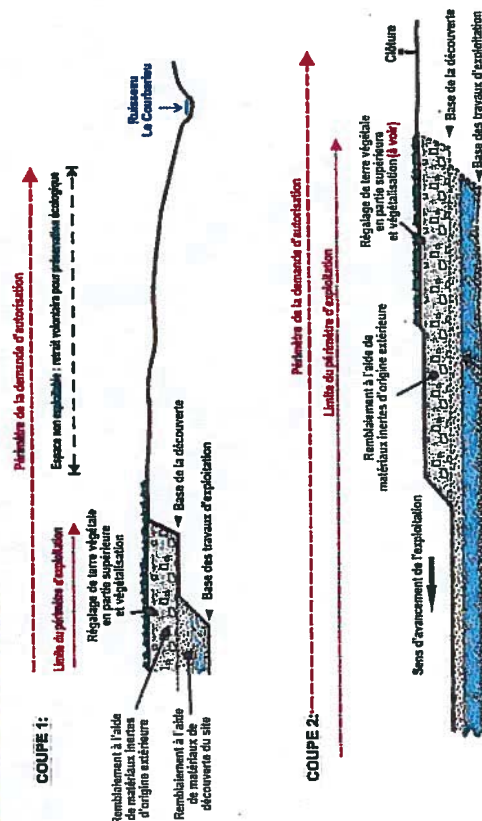 COUPE 1:
Périmètre de la demande d'autorisation
Limite du périmètre d'exploitation
Espace non exploitable : retrait volontaire pour préservation écologique
Régalage de terre végétale
en partie supérieure
et végétalisation
Ruisseau
Le Courbarieu
Base de la découverte
Base des travaux d'exploitation
Remblaiement à l'aide
de matériaux inertes
d'origine extérieure
Remblaiement à l'aide
de matériaux de
découverte du site
COUPE 2:
Périmètre de la demande d'autorisation
Limite du périmètre d'exploitation
Régalage de terre végétale
en partie supérieure
et végétalisation (à voir)
Clôture
Remblaiement à l'aide de
matériaux inertes d'origine extérieure
Sens d'avancement de l'exploitation
Base de la découverte
Base des travaux d'exploitation